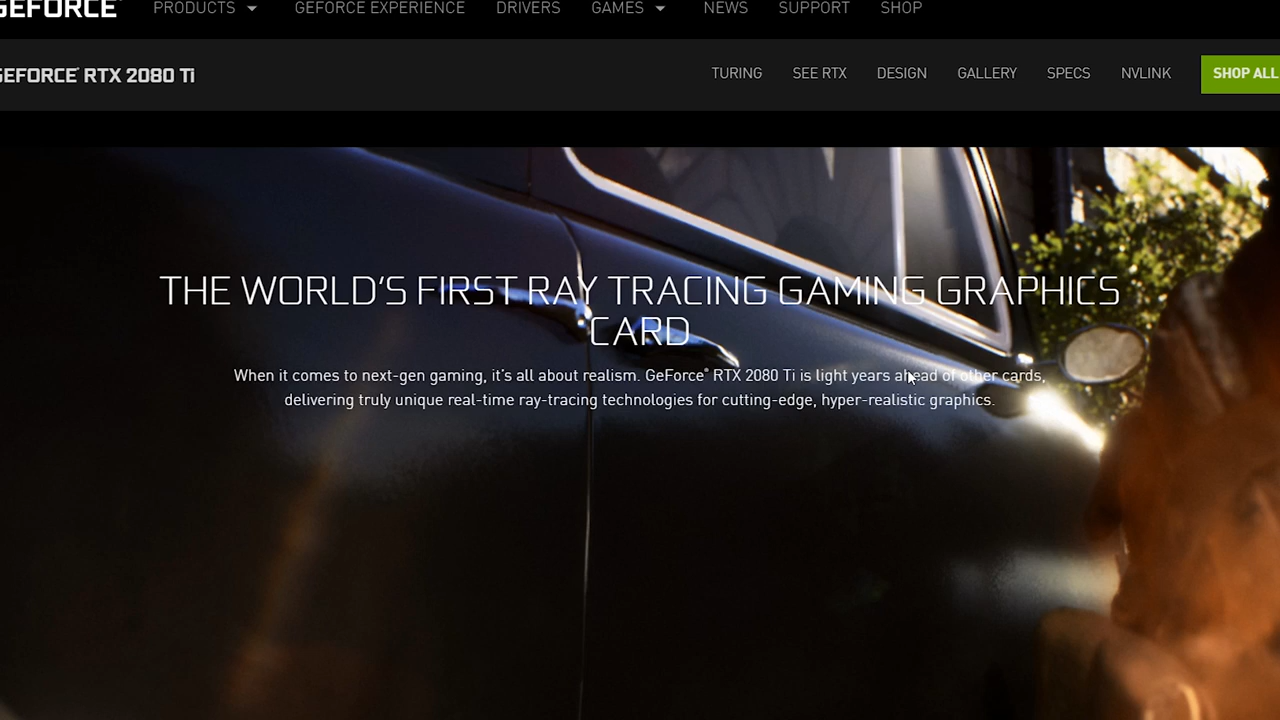 GEFORCE PRODUCTS GEFORCE EXPERIENCE DRIVERS GAMES NEWS SUPPORT SHOP
GEFORCE® RTX 2080 Ti TURING SEE RTX DESIGN GALLERY SPECS NVLINK SHOP ALL
THE WORLD'S FIRST RAY TRACING GAMING GRAPHICS
CARD
When it comes to next-gen gaming, it's all about realism. GeForce® RTX 2080 Ti is light years ahead of other cards,
delivering truly unique real-time ray-tracing technologies for cutting-edge, hyper-realistic graphics.